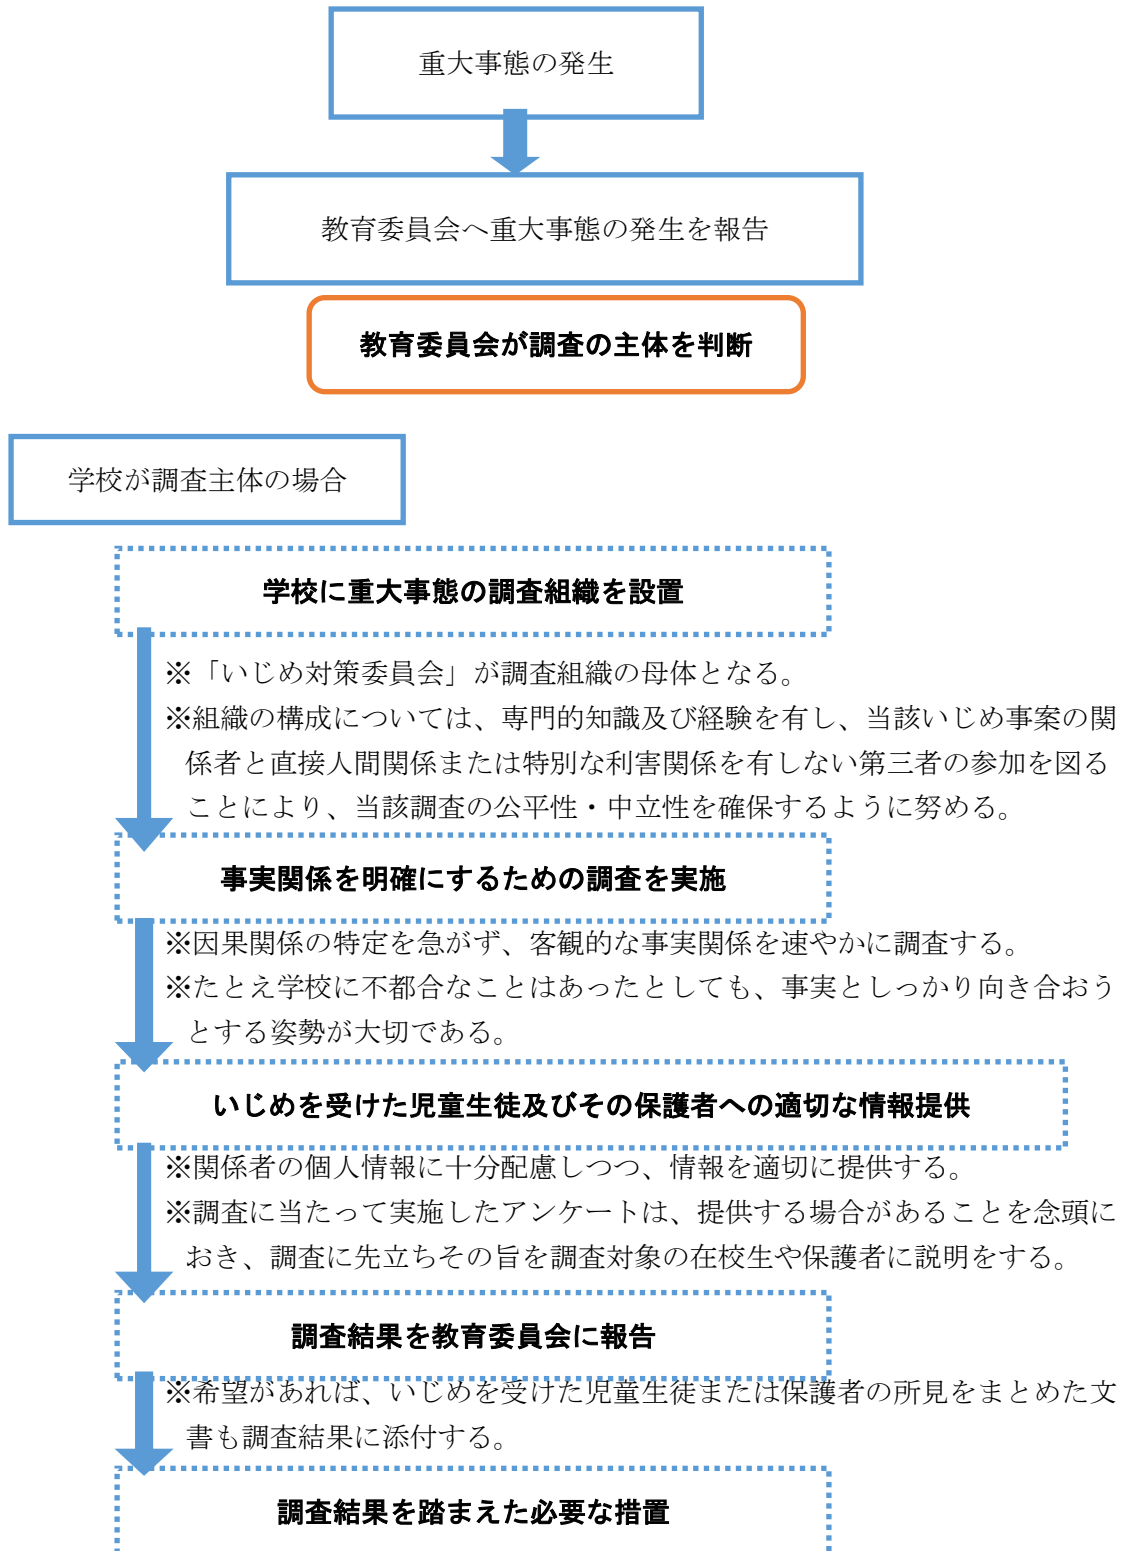 重大事態の発生
教育委員会へ重大事態の発生を報告
教育委員会が調査の主体を判断
学校が調査主体の場合
学校に重大事態の調査組織を設置
※「いじめ対策委員会」が調査組織の母体となる。
※組織の構成については、専門的知識及び経験を有し、当該いじめ事案の関
係者と直接人間関係または特別な利害関係を有しない第三者の参加を図る
ことにより、当該調査の公平性・中立性を確保するように努める。
事実関係を明確にするための調査を実施
※因果関係の特定を急がず、客観的な事実関係を速やかに調査する。
※たとえ学校に不都合なことはあったとしても、事実としっかり向き合おう
とする姿勢が大切である。
いじめを受けた児童生徒及びその保護者への適切な情報提供
※関係者の個人情報に十分配慮しつつ、情報を適切に提供する。
※調査に当たって実施したアンケートは、提供する場合があることを念頭に
おき、調査に先立ちその旨を調査対象の在校生や保護者に説明をする。
調査結果を教育委員会に報告
※希望があれば、いじめを受けた児童生徒または保護者の所見をまとめた文
書も調査結果に添付する。
調査結果を踏まえた必要な措置